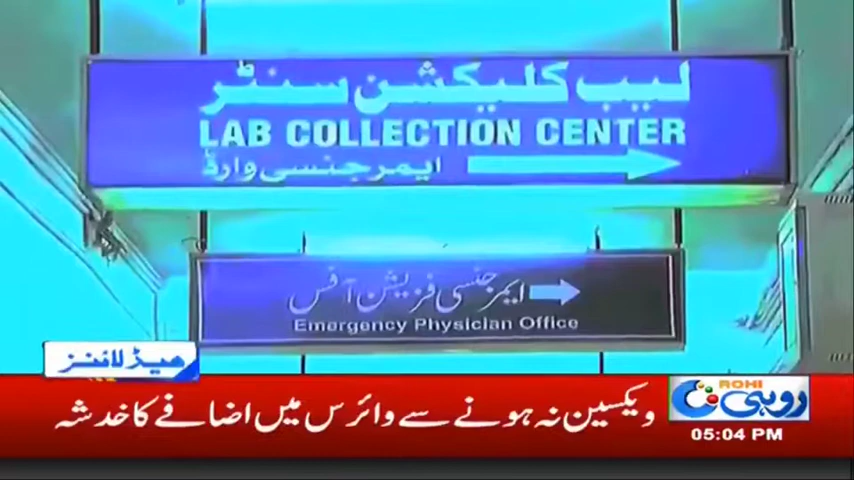 لیب کلیکشن سنٹر
LAB COLLECTION CENTER
ایمرجنسی وارڈ
ایمرجنسی فزیشن آفس
Emergency Physician Office
ہیڈلائنز
ویکسین نہ ہونے سے وائرس میں اضافے کا خدشہ
ROHI
روہی
05:04 PM